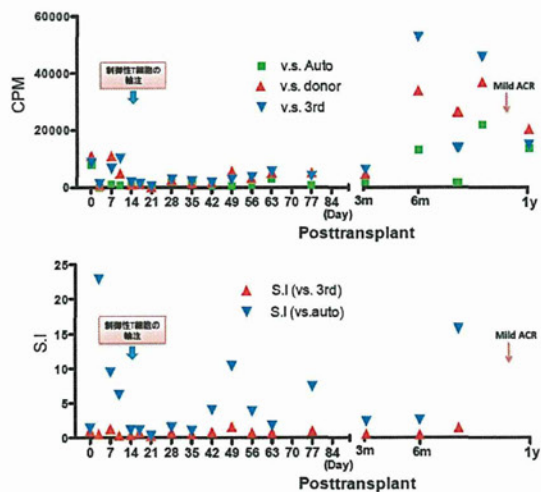 60000
40000
20000
0
CPM
制御性T細胞の
輸注
v.s. Auto
v.s. donor
v.s. 3rd
Mild ACR
0 7 14 21 28 35 42 49 56 63 70 77 84 3m 6m 1y
(Day)
Posttransplant
25
20
15
10
5
0
S.I
制御性T細胞の
輸注
S.I (vs. 3rd)
S.I (vs.auto)
Mild ACR
0 7 14 21 28 35 42 49 56 63 70 77 84 3m 6m 1y
(Day)
Posttransplant